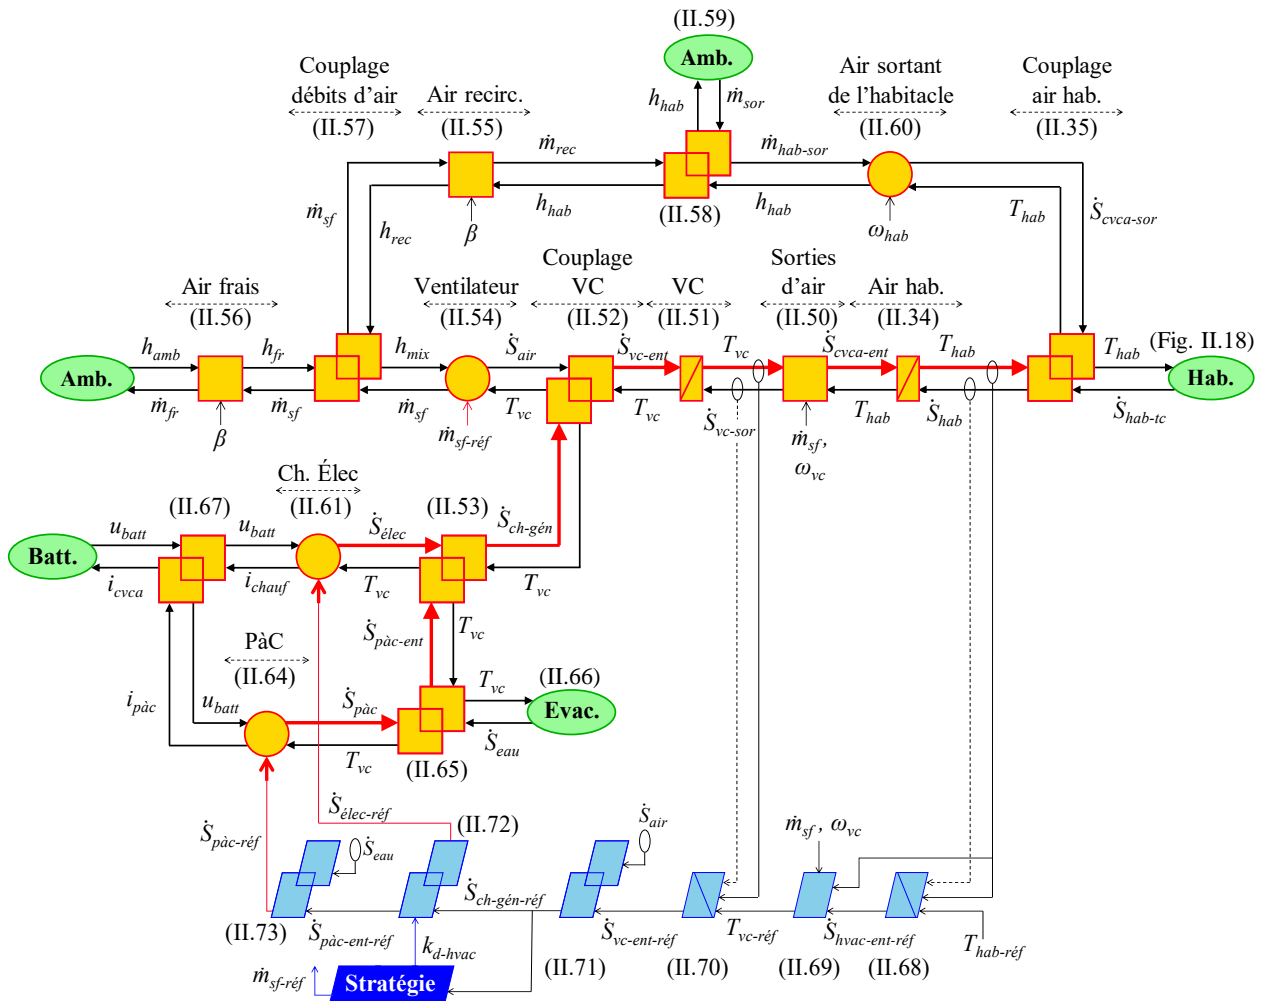 (II.59)
Amb.
Couplage
débits d'air
(II.57)
Air recirc.
(II.55)
h_hab
ṁ_sor
Air sortant
de l'habitacle
(II.60)
Couplage
air hab.
(II.35)
ṁ_rec
ṁ_hab-sor
ṁ_sf
h_rec
β
h_hab
(II.58)
h_hab
ω_hab
T_hab
Ṡ_cvca-sor
Air frais
(II.56)
Ventilateur
(II.54)
Couplage
VC
(II.52)
VC
(II.51)
Sorties
d'air
(II.50)
Air hab.
(II.34)
h_amb
h_fr
h_mix
Ṡ_air
Ṡ_vc-ent
T_vc
Ṡ_cvca-ent
T_hab
T_hab
(Fig. II.18)
Amb.
Hab.
ṁ_fr
ṁ_sf
ṁ_sf
T_vc
T_vc
Ṡ_vc-sor
T_hab
Ṡ_hab
Ṡ_hab-tc
β
ṁ_sf-réf
ṁ_sf,
ω_vc
Ch. Élec
(II.67)
(II.61)
(II.53)
u_batt
u_batt
Ṡ_élec
Ṡ_ch-gén
Batt.
i_cvca
i_chauf
T_vc
T_vc
Ṡ_pàc-ent
T_vc
PàC
(II.64)
i_pàc
u_batt
Ṡ_pàc
T_vc
(II.66)
Evac.
T_vc
(II.65)
Ṡ_eau
Ṡ_pàc-réf
Ṡ_élec-réf
Ṡ_eau
(II.72)
Ṡ_air
ṁ_sf, ω_vc
Ṡ_ch-gén-réf
(II.73)
Ṡ_pàc-ent-réf
k_d-hvac
(II.71)
Ṡ_vc-ent-réf
(II.70)
T_vc-réf
(II.69)
Ṡ_hvac-ent-réf
(II.68)
T_hab-réf
ṁ_sf-réf
Stratégie